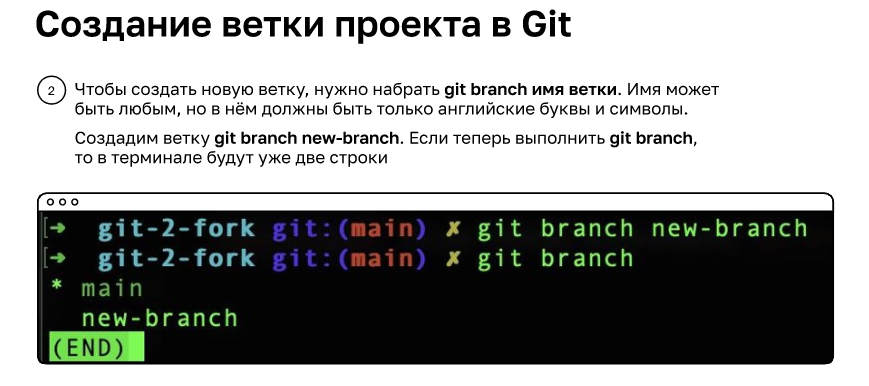 Создание ветки проекта в Git
2 Чтобы создать новую ветку, нужно набрать git branch имя ветки. Имя может
быть любым, но в нём должны быть только английские буквы и символы.
Создадим ветку git branch new-branch. Если теперь выполнить git branch,
то в терминале будут уже две строки
[➜ git-2-fork git:(main) ✗ git branch new-branch
[➜ git-2-fork git:(main) ✗ git branch
* main
new-branch
(END)